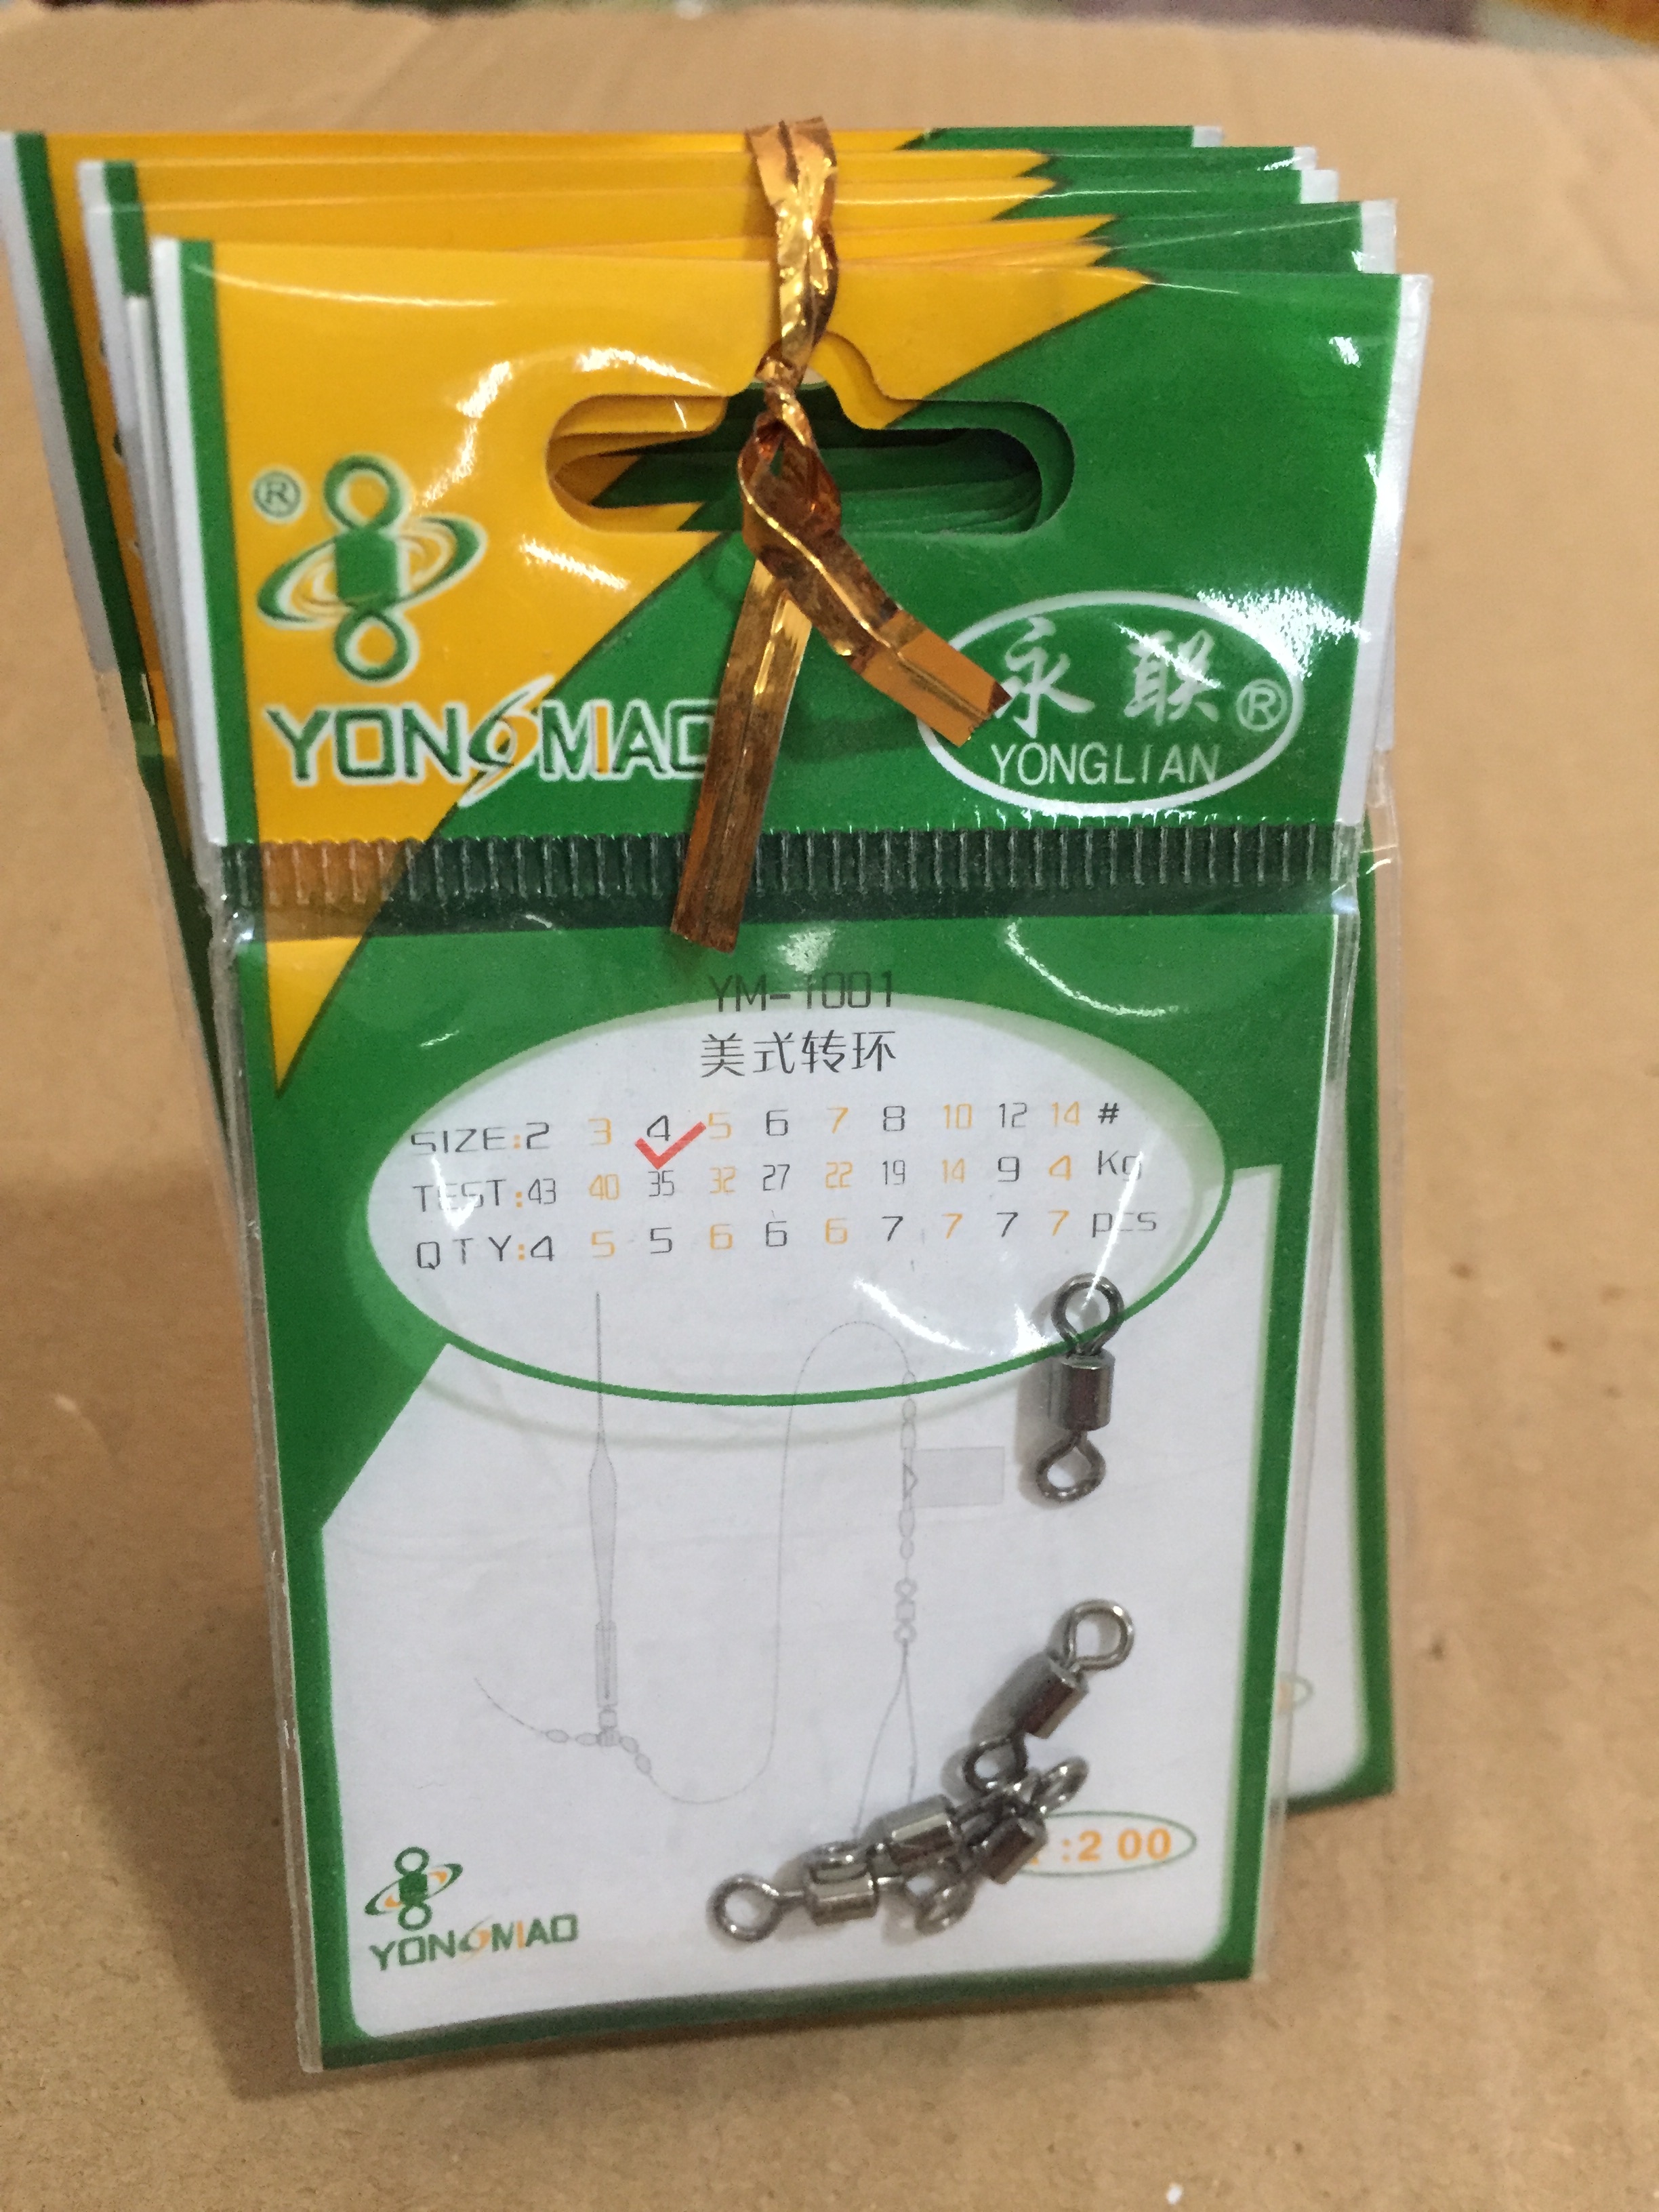 ®
YONGMAO
永联®
YONGLIAN
YM-1001
美式转环
SIZE:2 3 4 5 6 7 8 10 12 14 #
TEST:43 40 35 32 27 22 19 14 9 4 Kg
QTY:4 5 5 6 6 6 7 7 7 7 pcs
:2 00
YONGMAO